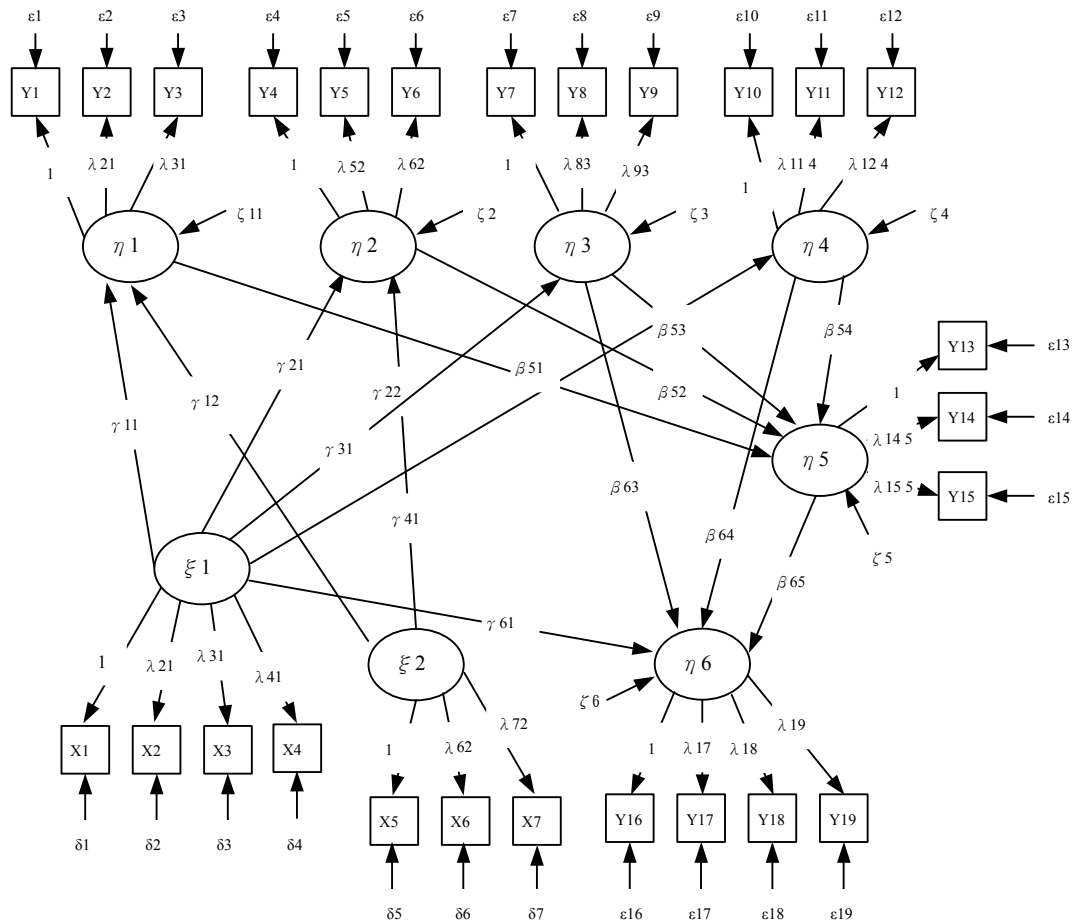 ε1 ε2 ε3 ε4 ε5 ε6 ε7 ε8 ε9 ε10 ε11 ε12
Y1 Y2 Y3 Y4 Y5 Y6 Y7 Y8 Y9 Y10 Y11 Y12
1 λ21 λ31 1 λ52 λ62 1 λ83 λ93 1 λ11 4 λ12 4
ζ11 ζ2 ζ3 ζ4
η1 η2 η3 η4
β53 β54
Y13 ε13
γ21 β51
γ22 β52 1
γ12
γ11 Y14 ε14
λ14 5
γ31 η5
β63 λ15 5 Y15 ε15
γ41 β64
ζ5
ξ1 β65
γ61
1 λ21 λ31 λ41 ξ2 η6
ζ6
λ72 λ19
X1 X2 X3 X4 1 λ62 1 λ17 λ18
X5 X6 X7 Y16 Y17 Y18 Y19
δ1 δ2 δ3 δ4
δ5 δ6 δ7 ε16 ε17 ε18 ε19